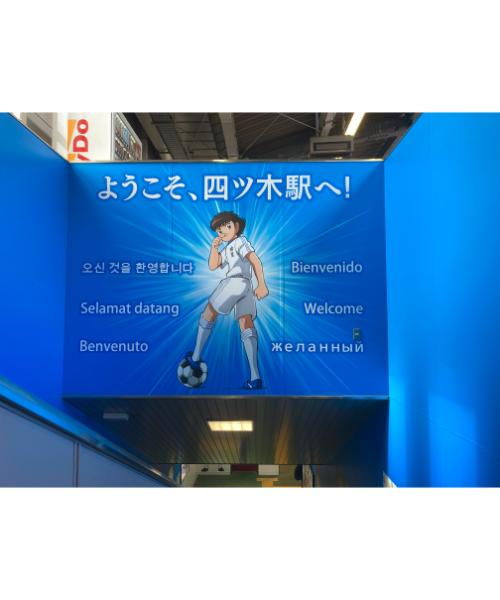 ようこそ、四ツ木駅へ!
오신 것을 환영합니다
Bienvenido
Selamat datang
Welcome
Benvenuto
Желанный